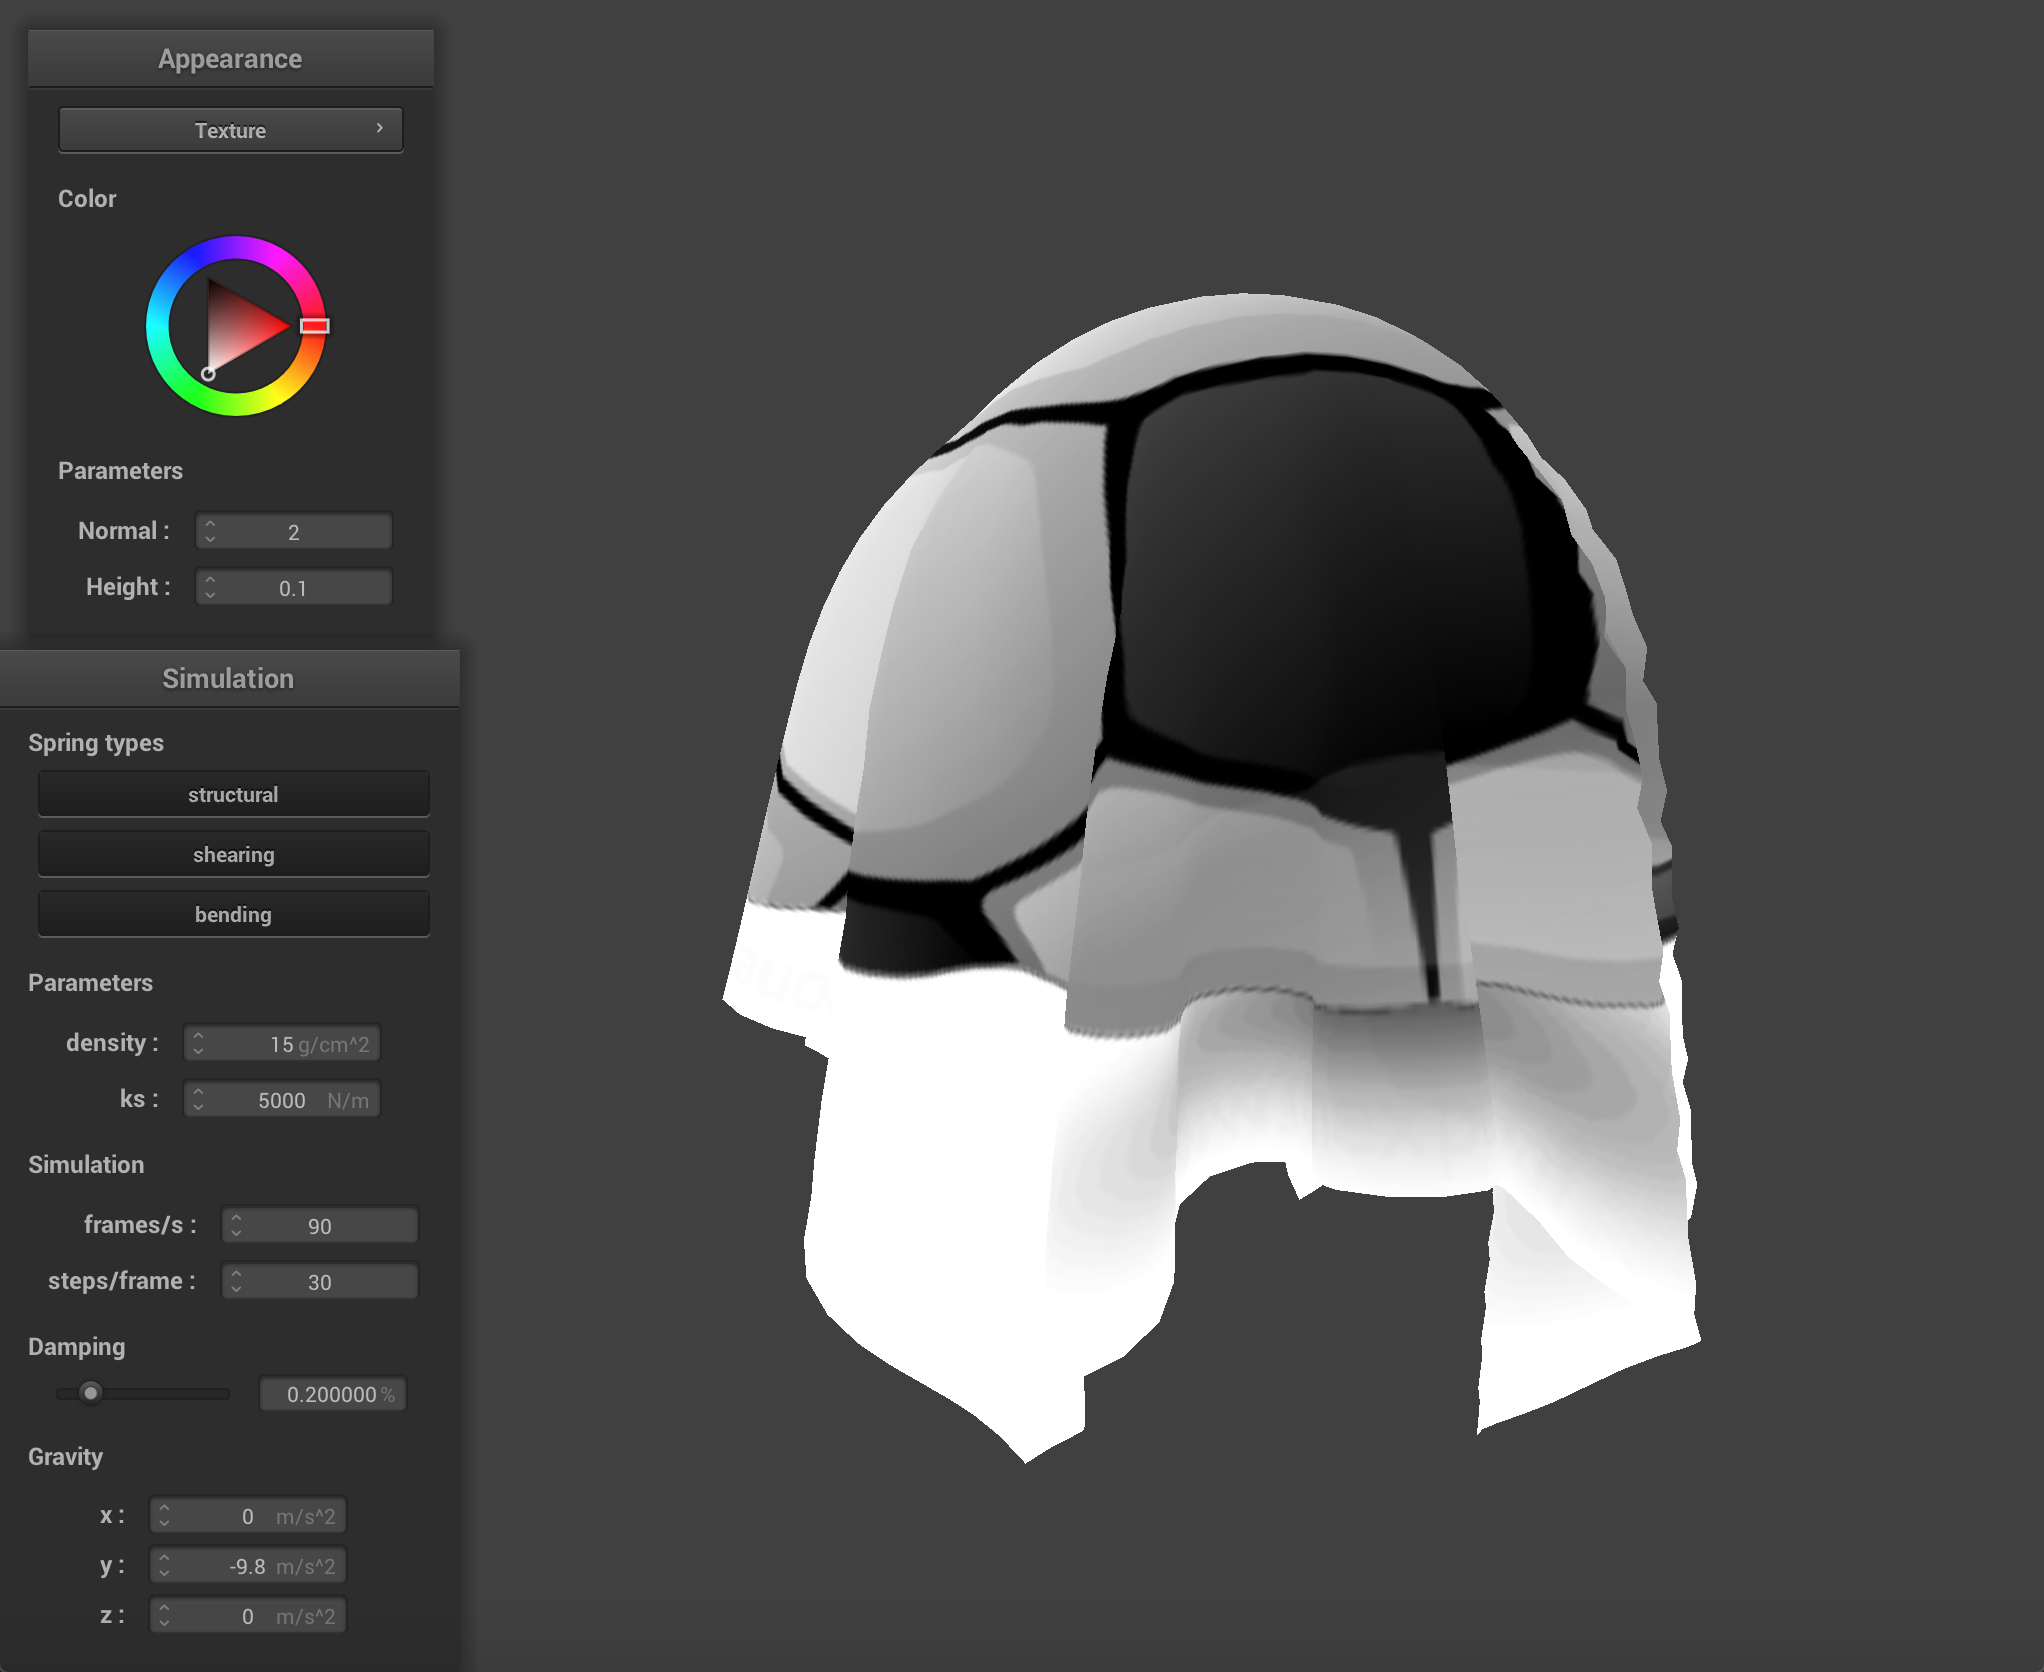 Appearance
Texture
Color
Parameters
Normal : 2
Height : 0.1
Simulation
Spring types
structural
shearing
bending
Parameters
density : 15 g/cm^2
ks : 5000 N/m
Simulation
frames/s : 90
steps/frame : 30
Damping
0.200000 %
Gravity
x : 0 m/s^2
y : -9.8 m/s^2
z : 0 m/s^2